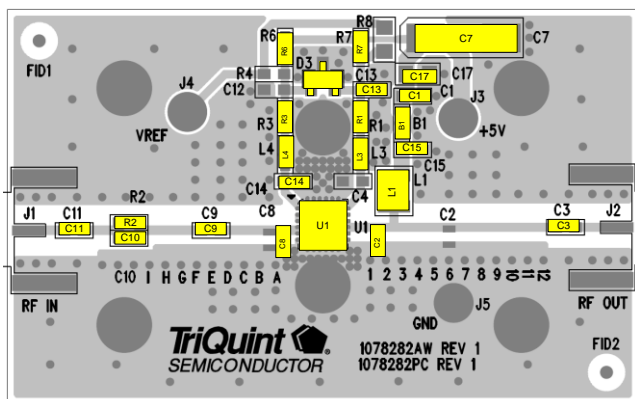 R8
R6 R6 R7 R7 C7 C7
FID1 D3
R4 C13 C17 C17
J4 C12 C13 C1 C1 J3
VREF R3 R3 R1 R1 B1 B1 +5V
L4 L4 L3 L3 C15 C15
C14 C14 C4 L1 L1
J1 C11 R2 C9 C8 U1 C2 C3 J2
C11 R2 C10 C9 C8 U1 C2 C3
C10 I H G F E D C B A 1 2 3 4 5 6 7 8 9 10 11 12
RF IN J5 RF OUT
GND
TriQuint
SEMICONDUCTOR
1078282AW REV 1
1078282PC REV 1
FID2